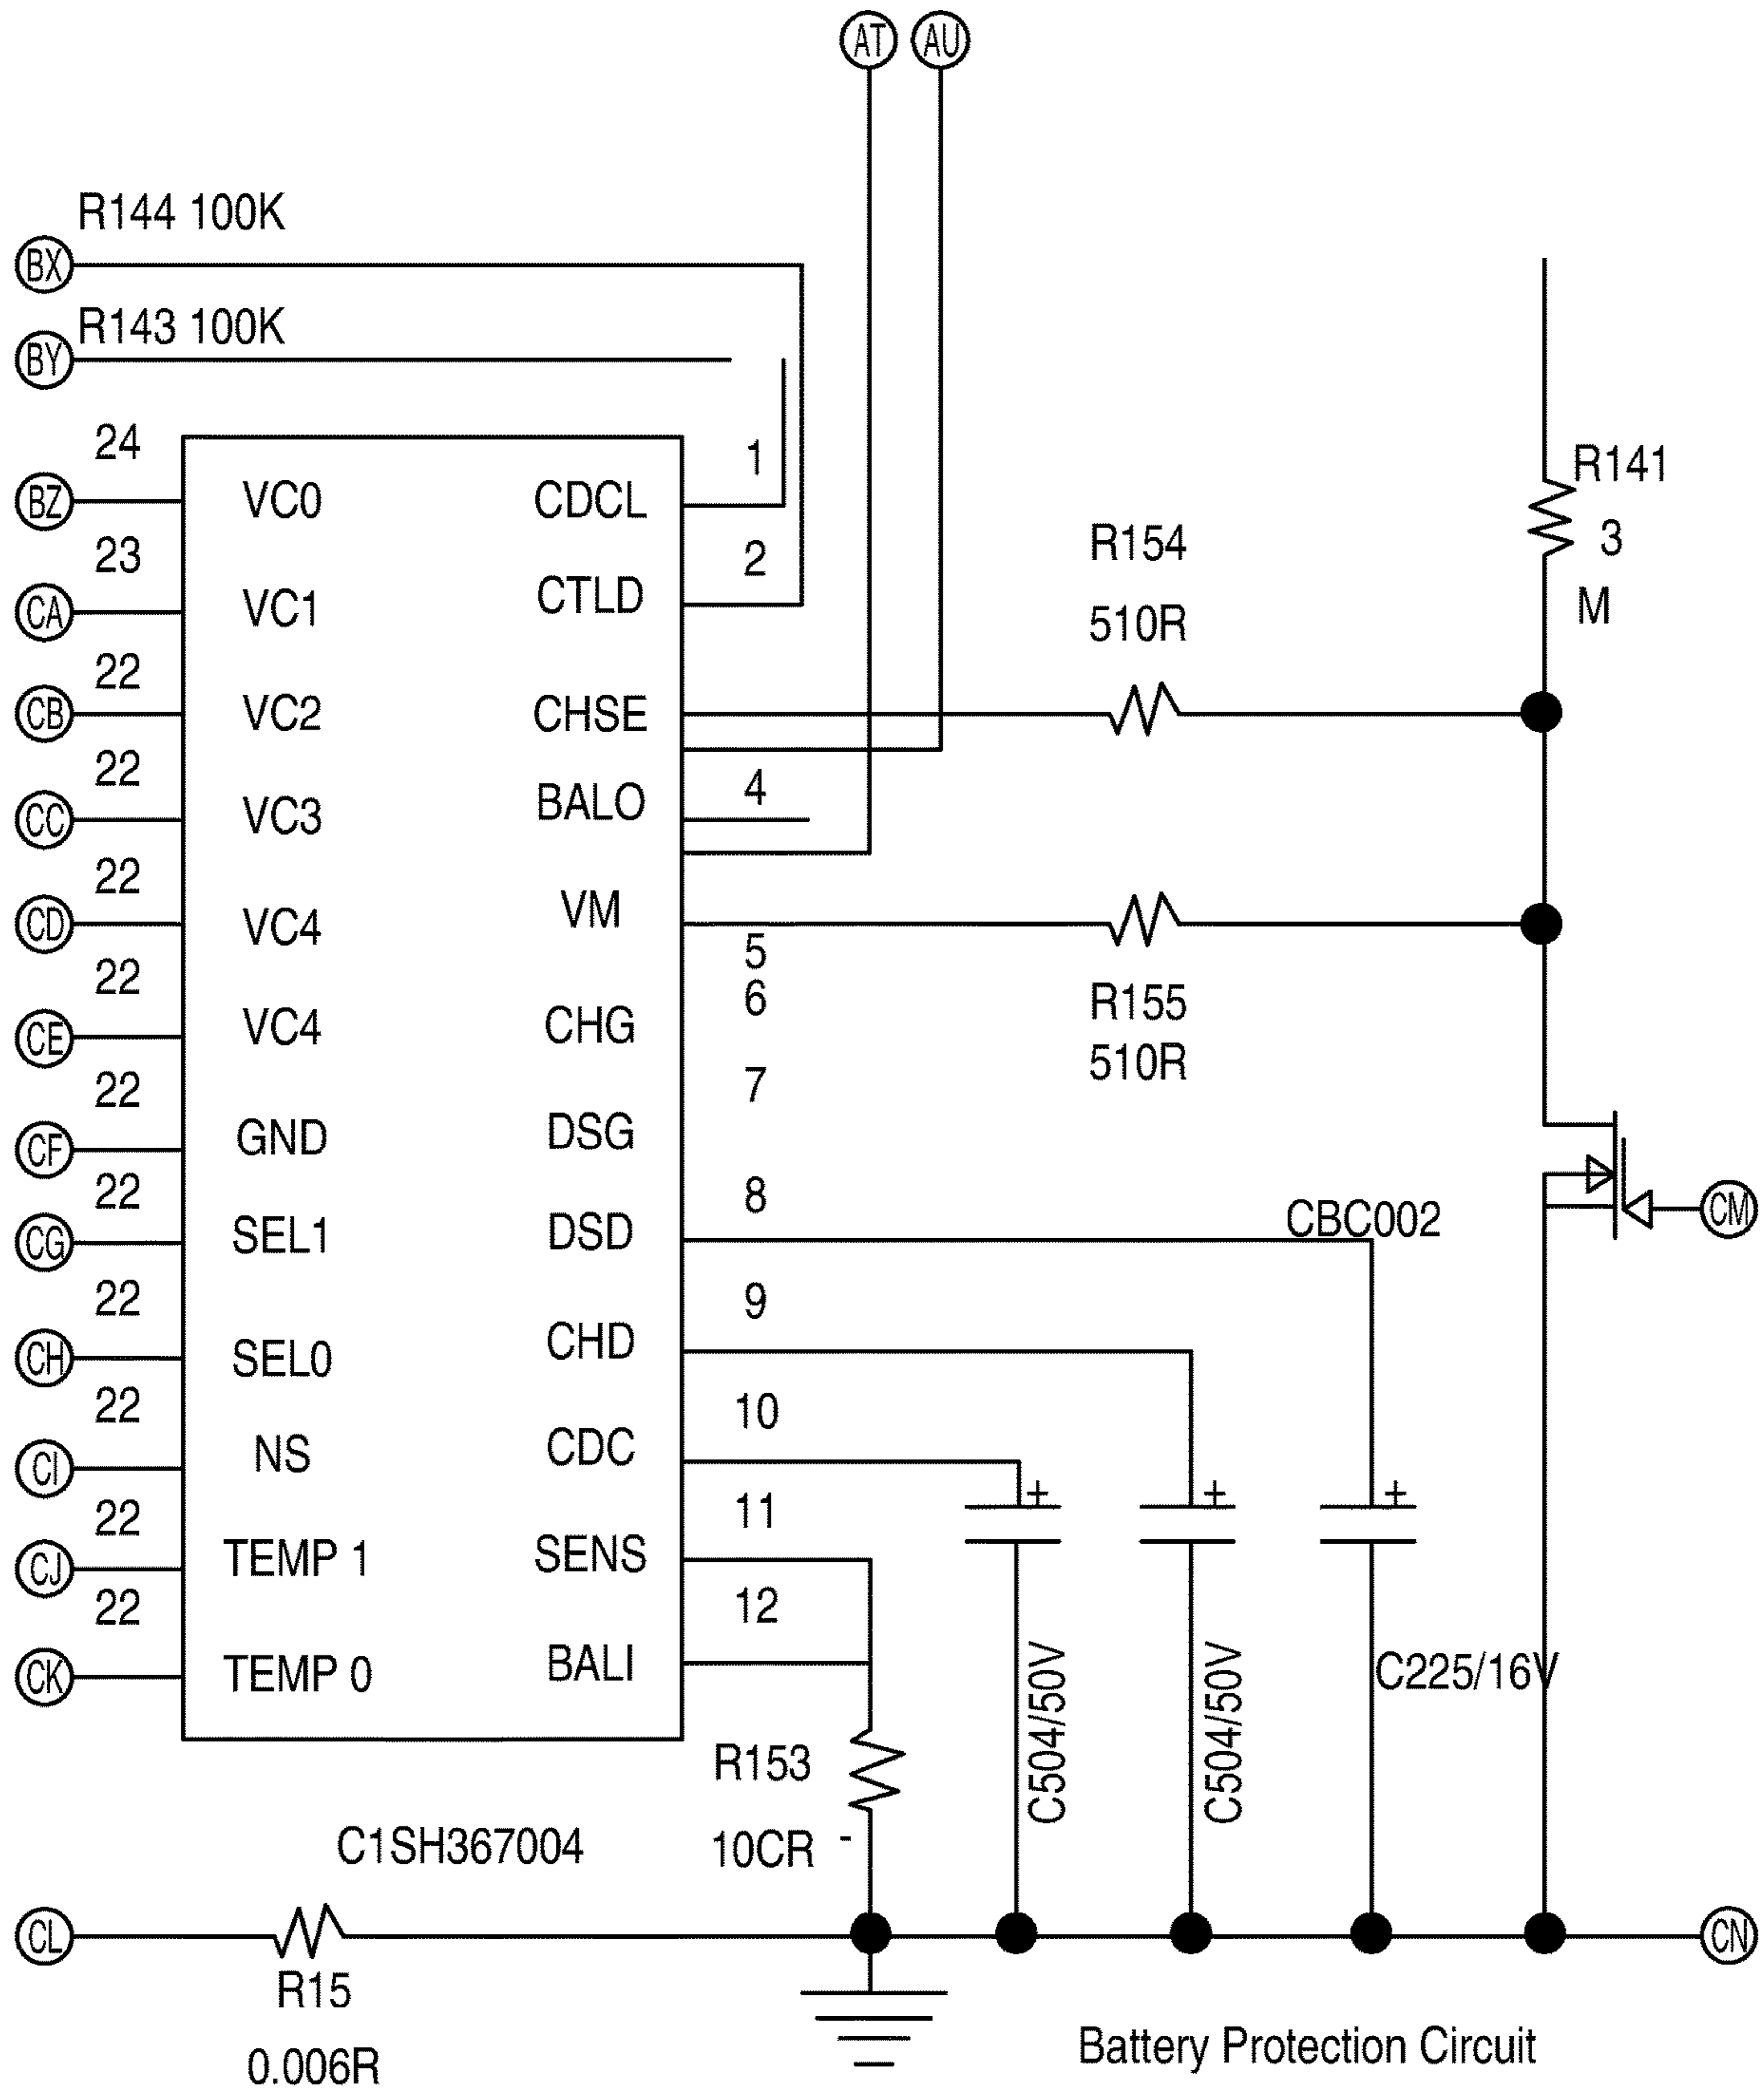 AT AU
R144 100K
BX
R143 100K
BY
24
BZ VC0 CDCL 1
23
CA VC1 CTLD 2
22
CB VC2 CHSE
22
CC VC3 BALO 4
22
CD VC4 VM 5
22
CE VC4 CHG 6
22
CF GND DSG 7
22
CG SEL1 DSD 8
22
CH SEL0 CHD 9
22
CI NS CDC 10
22
CJ TEMP 1 SENS 11
22
CK TEMP 0 BALI 12
R154
510R
R141
3
M
R155
510R
CBC002
CM
+ + +
C504/50V
C504/50V
C225/16V
R153
10CR -
C1SH367004
CL
R15
0.006R
CN
Battery Protection Circuit